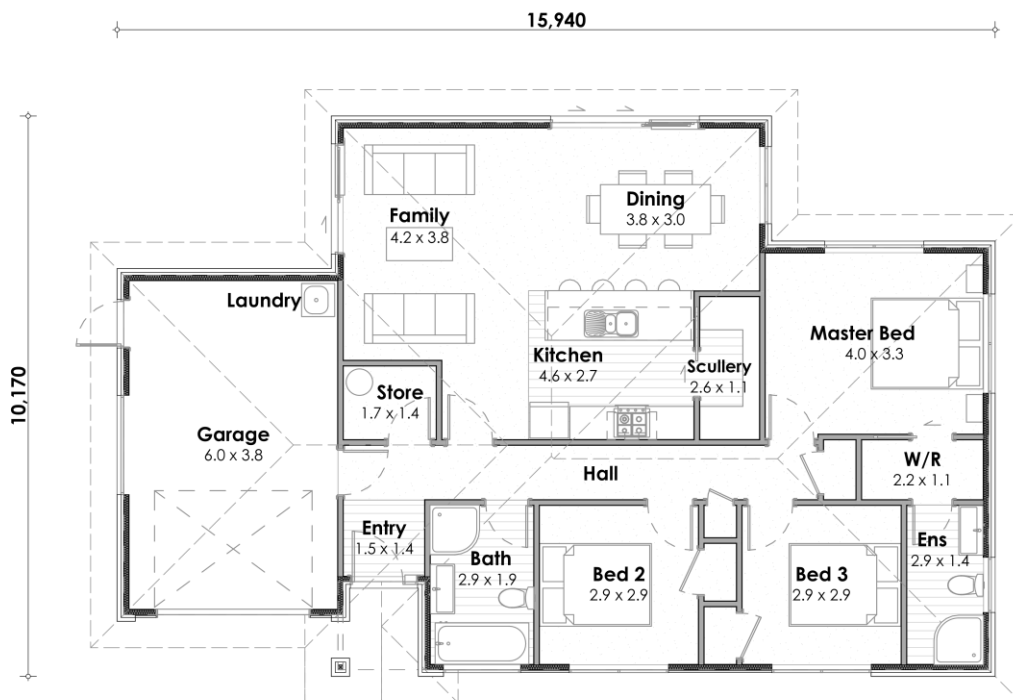 15,940
10,170
Family
4.2 x 3.8
Dining
3.8 x 3.0
Laundry
Kitchen
4.6 x 2.7
Scullery
2.6 x 1.1
Master Bed
4.0 x 3.3
Store
1.7 x 1.4
Garage
6.0 x 3.8
Hall
W/R
2.2 x 1.1
Entry
1.5 x 1.4
Bath
2.9 x 1.9
Bed 2
2.9 x 2.9
Bed 3
2.9 x 2.9
Ens
2.9 x 1.4